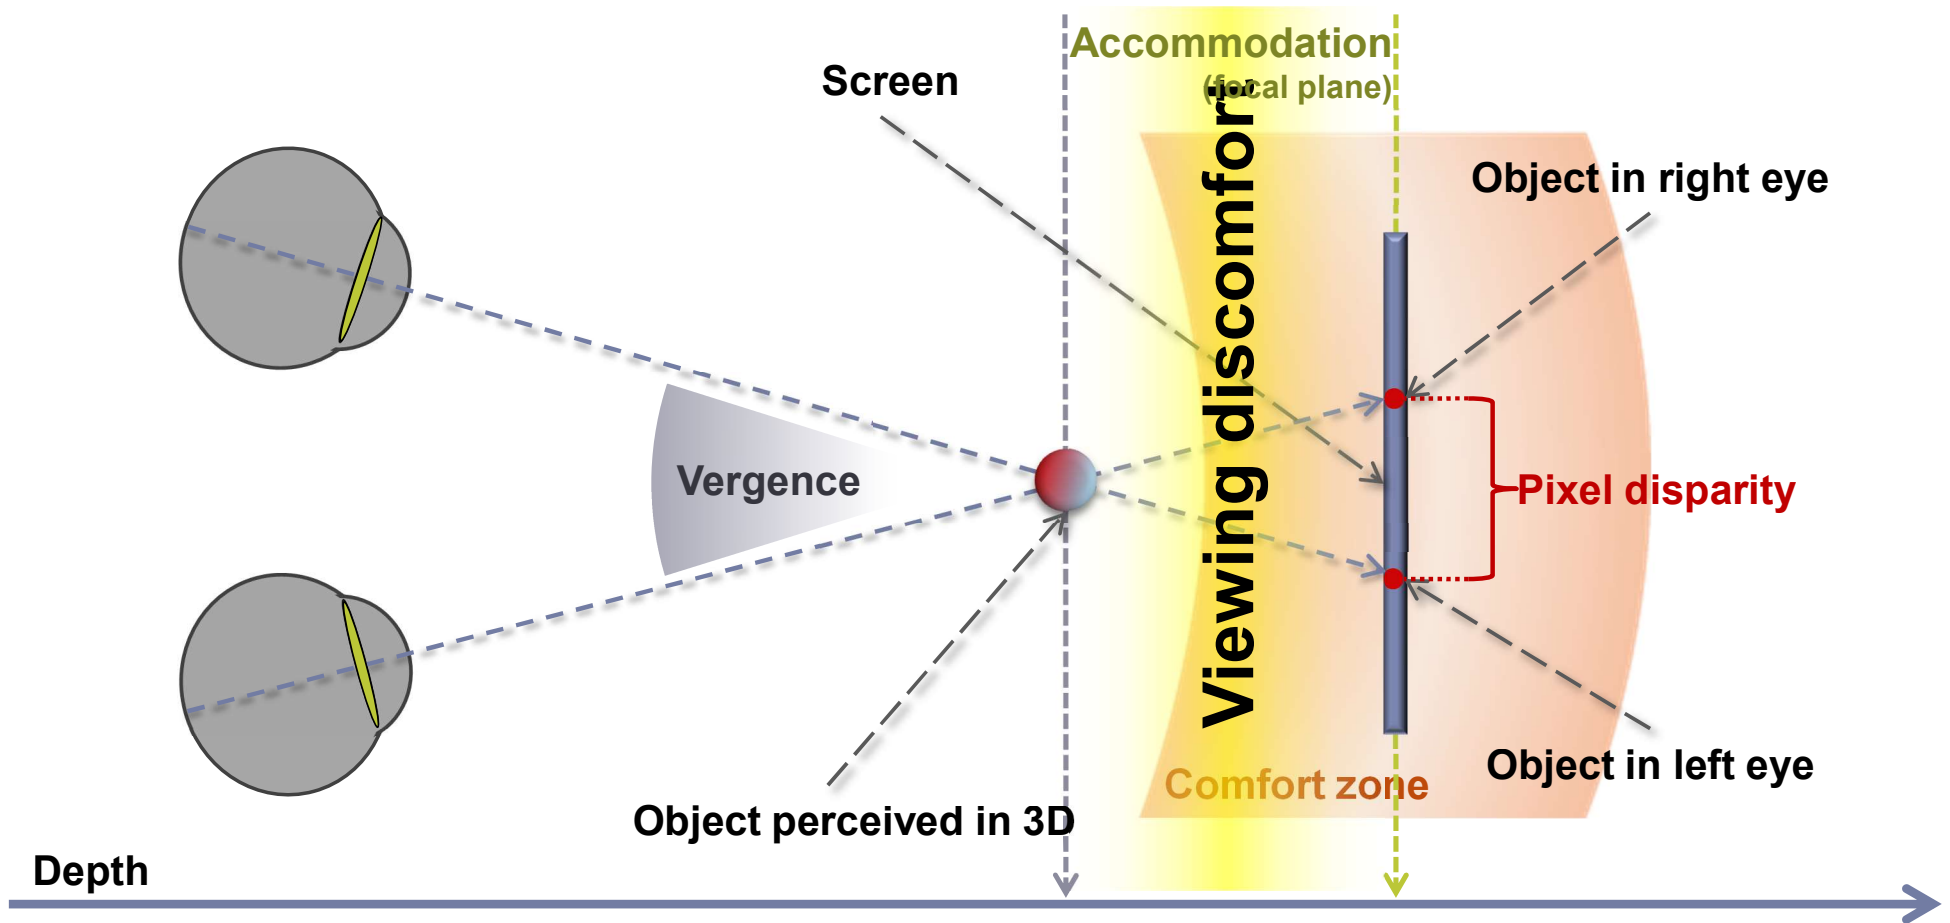 Accommodation
(focal plane)
Screen
Viewing discomfort
Object in right eye
Vergence
Pixel disparity
Object in left eye
Comfort zone
Object perceived in 3D
Depth